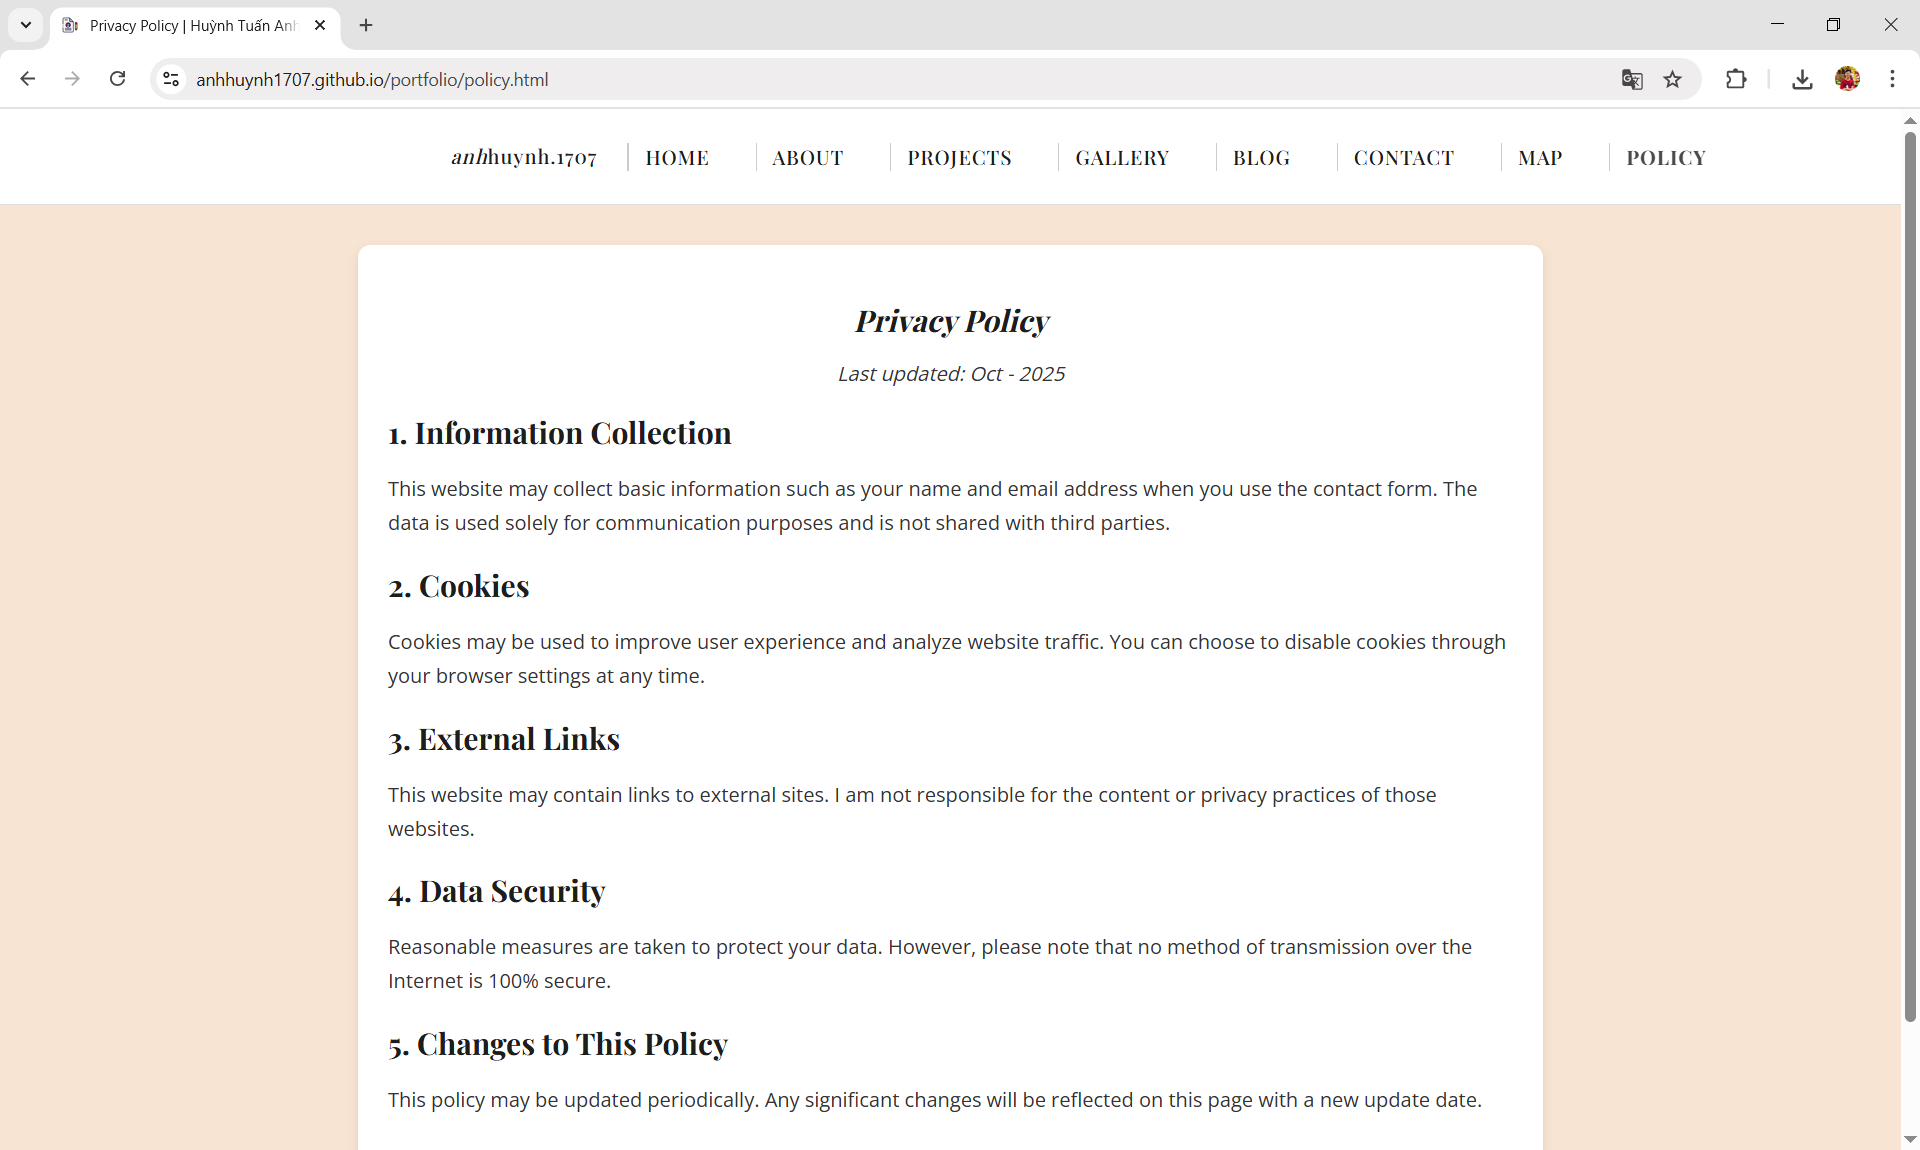 Privacy Policy | Huỳnh Tuấn Anh
anhhuynh1707.github.io/portfolio/policy.html
anhhuynh.1707
HOME
ABOUT
PROJECTS
GALLERY
BLOG
CONTACT
MAP
POLICY
Privacy Policy
Last updated: Oct - 2025
1. Information Collection
This website may collect basic information such as your name and email address when you use the contact form. The
data is used solely for communication purposes and is not shared with third parties.
2. Cookies
Cookies may be used to improve user experience and analyze website traffic. You can choose to disable cookies through
your browser settings at any time.
3. External Links
This website may contain links to external sites. I am not responsible for the content or privacy practices of those
websites.
4. Data Security
Reasonable measures are taken to protect your data. However, please note that no method of transmission over the
Internet is 100% secure.
5. Changes to This Policy
This policy may be updated periodically. Any significant changes will be reflected on this page with a new update date.